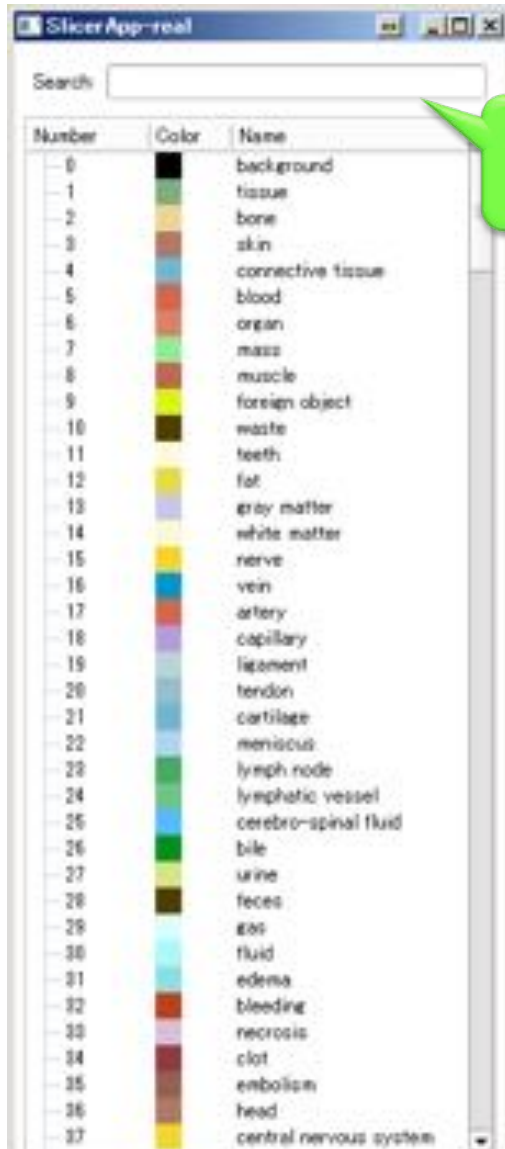 SlicerApp-real
Search:
Number Color Name
0 background
1 tissue
2 bone
3 skin
4 connective tissue
5 blood
6 organ
7 mass
8 muscle
9 foreign object
10 waste
11 teeth
12 fat
13 gray matter
14 white matter
15 nerve
16 vein
17 artery
18 capillary
19 ligament
20 tendon
21 cartilage
22 meniscus
23 lymph node
24 lymphatic vessel
25 cerebro-spinal fluid
26 bile
27 urine
28 feces
29 gas
30 fluid
31 edema
32 bleeding
33 necrosis
34 clot
35 embolism
36 head
37 central nervous system